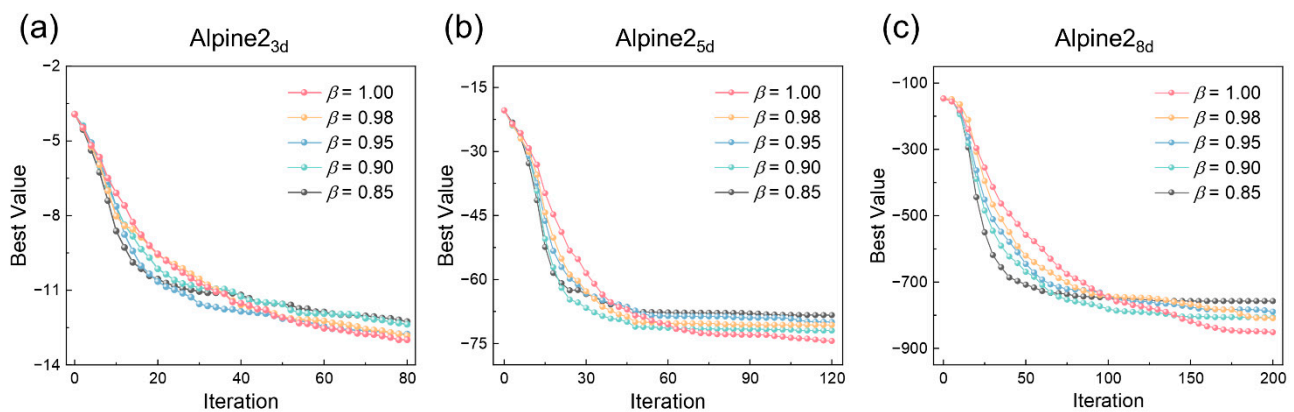 (a)
Alpine23d
−2
−5
−8
−11
−14
Best Value
0
20
40
60
80
Iteration
β = 1.00
β = 0.98
β = 0.95
β = 0.90
β = 0.85
(b)
Alpine25d
−15
−30
−45
−60
−75
Best Value
0
30
60
90
120
Iteration
β = 1.00
β = 0.98
β = 0.95
β = 0.90
β = 0.85
(c)
Alpine28d
−100
−300
−500
−700
−900
Best Value
0
50
100
150
200
Iteration
β = 1.00
β = 0.98
β = 0.95
β = 0.90
β = 0.85